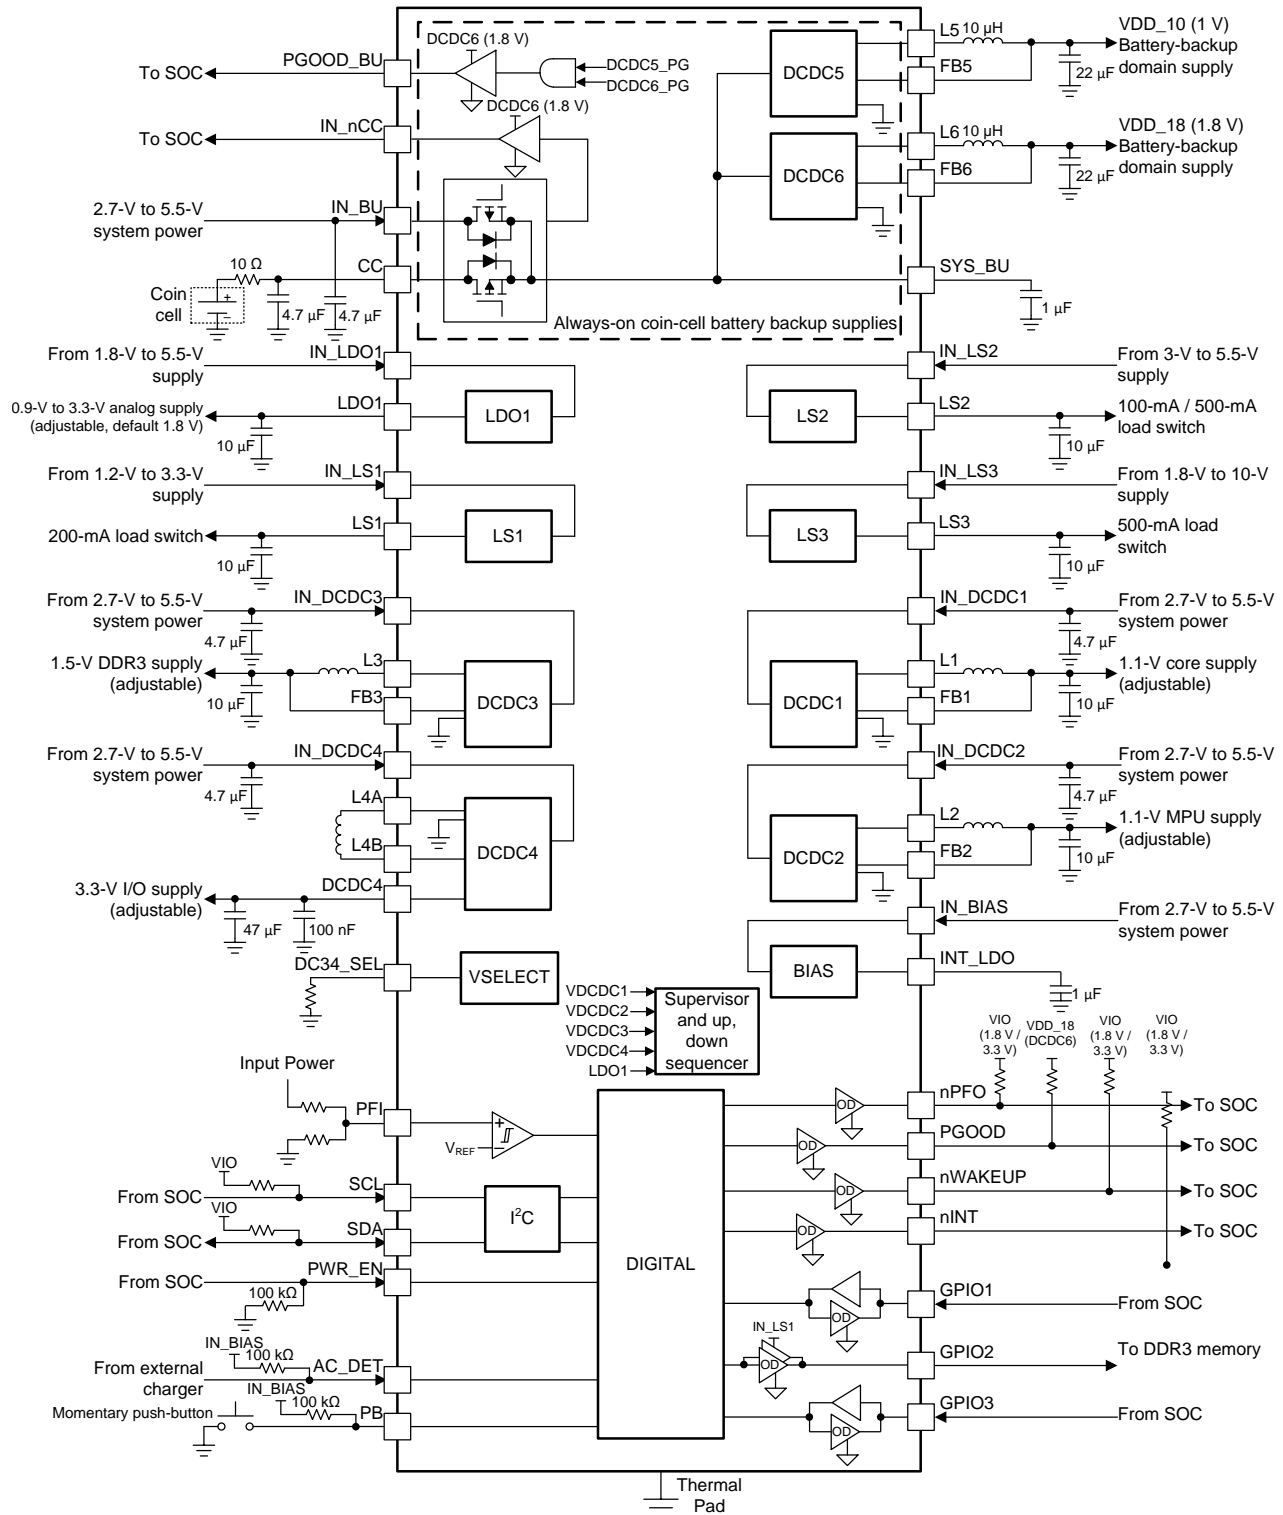 DCDC6 (1.8 V)
PGOOD_BU
To SOC
DCDC5_PG
DCDC6_PG
DCDC6 (1.8 V)
IN_nCC
To SOC
2.7-V to 5.5-V
system power
IN_BU
10 Ω
CC
Coin
cell
+
–
4.7 µF
4.7 µF
Always-on coin-cell battery backup supplies
DCDC5
L5
10 µH
FB5
22 µF
VDD_10 (1 V)
Battery-backup
domain supply
DCDC6
L6
10 µH
FB6
22 µF
VDD_18 (1.8 V)
Battery-backup
domain supply
SYS_BU
1 µF
From 1.8-V to 5.5-V
supply
IN_LDO1
0.9-V to 3.3-V analog supply
(adjustable, default 1.8 V)
LDO1
LDO1
10 µF
IN_LS2
From 3-V to 5.5-V
supply
LS2
LS2
100-mA / 500-mA
load switch
10 µF
From 1.2-V to 3.3-V
supply
IN_LS1
200-mA load switch
LS1
LS1
10 µF
IN_LS3
From 1.8-V to 10-V
supply
LS3
LS3
500-mA load
switch
10 µF
From 2.7-V to 5.5-V
system power
IN_DCDC3
4.7 µF
1.5-V DDR3 supply
(adjustable)
L3
10 µF
FB3
DCDC3
IN_DCDC1
From 2.7-V to 5.5-V
system power
4.7 µF
DCDC1
L1
1.1-V core supply
(adjustable)
FB1
10 µF
From 2.7-V to 5.5-V
system power
IN_DCDC4
4.7 µF
L4A
L4B
DCDC4
3.3-V I/O supply
(adjustable)
DCDC4
47 µF
100 nF
IN_DCDC2
From 2.7-V to 5.5-V
system power
4.7 µF
DCDC2
L2
1.1-V MPU supply
(adjustable)
FB2
10 µF
IN_BIAS
From 2.7-V to 5.5-V
system power
BIAS
INT_LDO
1 µF
DC34_SEL
VSELECT
VDCDC1
VDCDC2
VDCDC3
VDCDC4
LDO1
Supervisor
and up,
down
sequencer
VIO
(1.8 V /
3.3 V)
VDD_18
(DCDC6)
VIO
(1.8 V /
3.3 V)
VIO
(1.8 V /
3.3 V)
Input Power
PFI
VREF
+
–
DIGITAL
OD
nPFO
To SOC
OD
PGOOD
To SOC
VIO
From SOC
SCL
I2C
OD
nWAKEUP
To SOC
VIO
From SOC
SDA
OD
nINT
To SOC
From SOC
PWR_EN
100 kΩ
OD
GPIO1
From SOC
IN_BIAS
100 kΩ
From external
charger
AC_DET
IN_LS1
OD
GPIO2
To DDR3 memory
Momentary push-button
IN_BIAS
100 kΩ
PB
OD
GPIO3
From SOC
Thermal
Pad